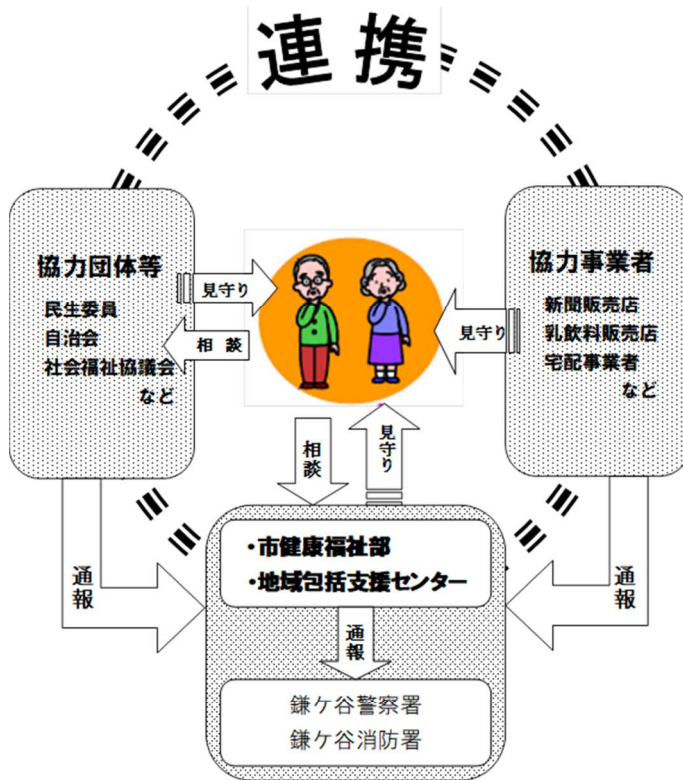 連携
協力団体等
民生委員
自治会
社会福祉協議会
など
見守り
相談
協力事業者
新聞販売店
乳飲料販売店
宅配事業者
など
見守り
相談
見守り
通報
・市健康福祉部
・地域包括支援センター
通報
通報
鎌ケ谷警察署
鎌ケ谷消防署